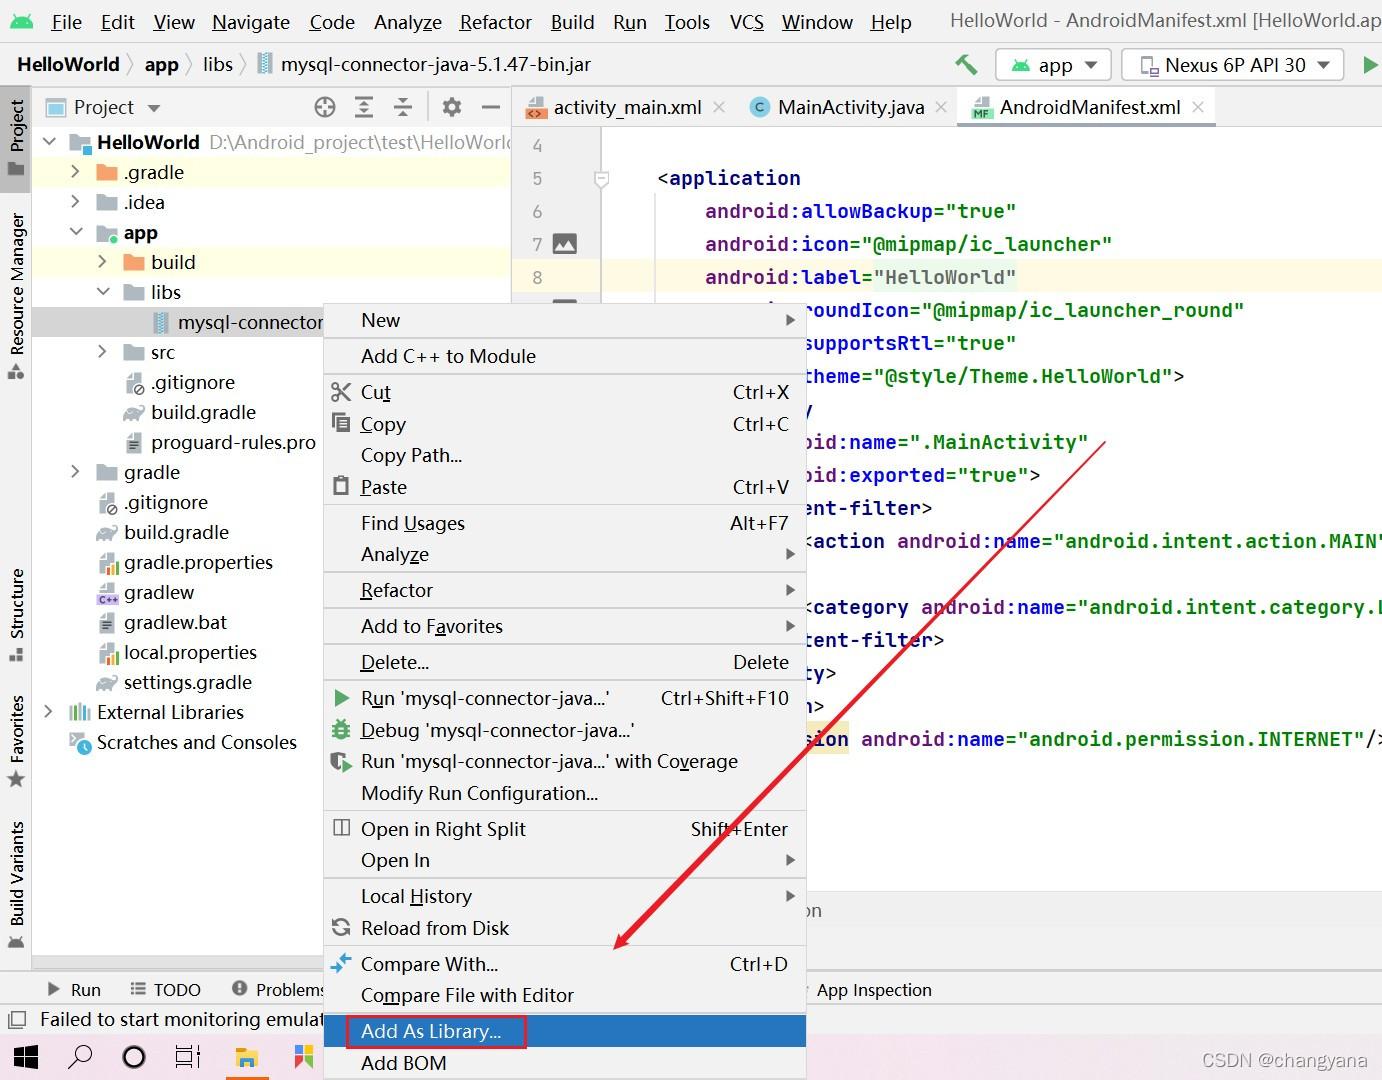 File Edit View Navigate Code Analyze Refactor Build Run Tools VCS Window Help HelloWorld - AndroidManifest.xml [HelloWorld.ap
HelloWorld app libs mysql-connector-java-5.1.47-bin.jar app Nexus 6P API 30
Project
activity_main.xml MainActivity.java AndroidManifest.xml
Project
Resource Manager
Structure
Favorites
Build Variants
HelloWorld D:\Android_project\test\HelloWorld
.gradle
.idea
app
build
libs
mysql-connector
src
.gitignore
build.gradle
proguard-rules.pro
gradle
.gitignore
build.gradle
gradle.properties
gradlew
gradlew.bat
local.properties
settings.gradle
External Libraries
Scratches and Consoles
4
5 <application
6 android:allowBackup="true"
7 android:icon="@mipmap/ic_launcher"
8 android:label="HelloWorld"
roundIcon="@mipmap/ic_launcher_round"
supportsRtl="true"
theme="@style/Theme.HelloWorld">
y
oid:name=".MainActivity"
oid:exported="true">
ent-filter>
<action android:name="android.intent.action.MAIN"
<category android:name="android.intent.category.L
tent-filter>
ty>
n>
sion android:name="android.permission.INTERNET"/>
on
New
Add C++ to Module
Cut Ctrl+X
Copy Ctrl+C
Copy Path...
Paste Ctrl+V
Find Usages Alt+F7
Analyze
Refactor
Add to Favorites
Delete... Delete
Run 'mysql-connector-java...' Ctrl+Shift+F10
Debug 'mysql-connector-java...'
Run 'mysql-connector-java...' with Coverage
Modify Run Configuration...
Open in Right Split Shift+Enter
Open In
Local History
Reload from Disk
Compare With... Ctrl+D
Compare File with Editor
Add As Library...
Add BOM
Run TODO Problems App Inspection
Failed to start monitoring emulat
CSDN @changyana